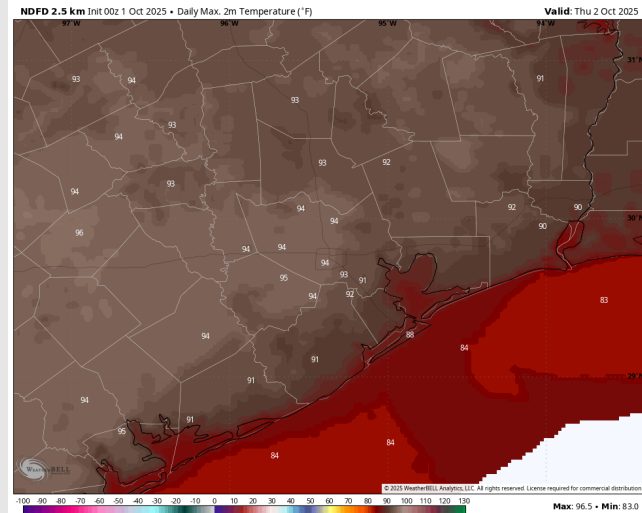 NDFD 2.5 km Init 00z 1 Oct 2025 • Daily Max. 2m Temperature (°F)
Valid: Thu 2 Oct 2025
97°W 96°W 95°W 94°W
31°N
93 94 93 91
94 93
93 92
94 93
94 92 90
96 94 90
30°N
94 94
94
95 93 91
94 92
83
94 88
84
91
91
29°N
94
91
95
84 84
WEATHERBELL
© 2025 WeatherBELL Analytics, LLC. All rights reserved. License required for commercial distribution
-100 -90 -80 -70 -60 -50 -40 -30 -20 -10 0 10 20 30 40 50 60 70 80 90 100 110 120 130
Max: 96.5 • Min: 83.0